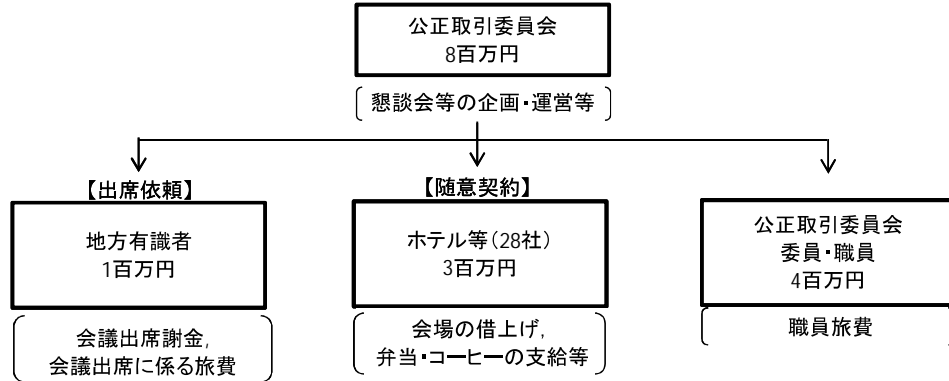 公正取引委員会
8百万円
懇談会等の企画・運営等
【出席依頼】
地方有識者
1百万円
会議出席謝金,
会議出席に係る旅費
【随意契約】
ホテル等(28社)
3百万円
会場の借上げ,
弁当・コーヒーの支給等
公正取引委員会
委員・職員
4百万円
職員旅費